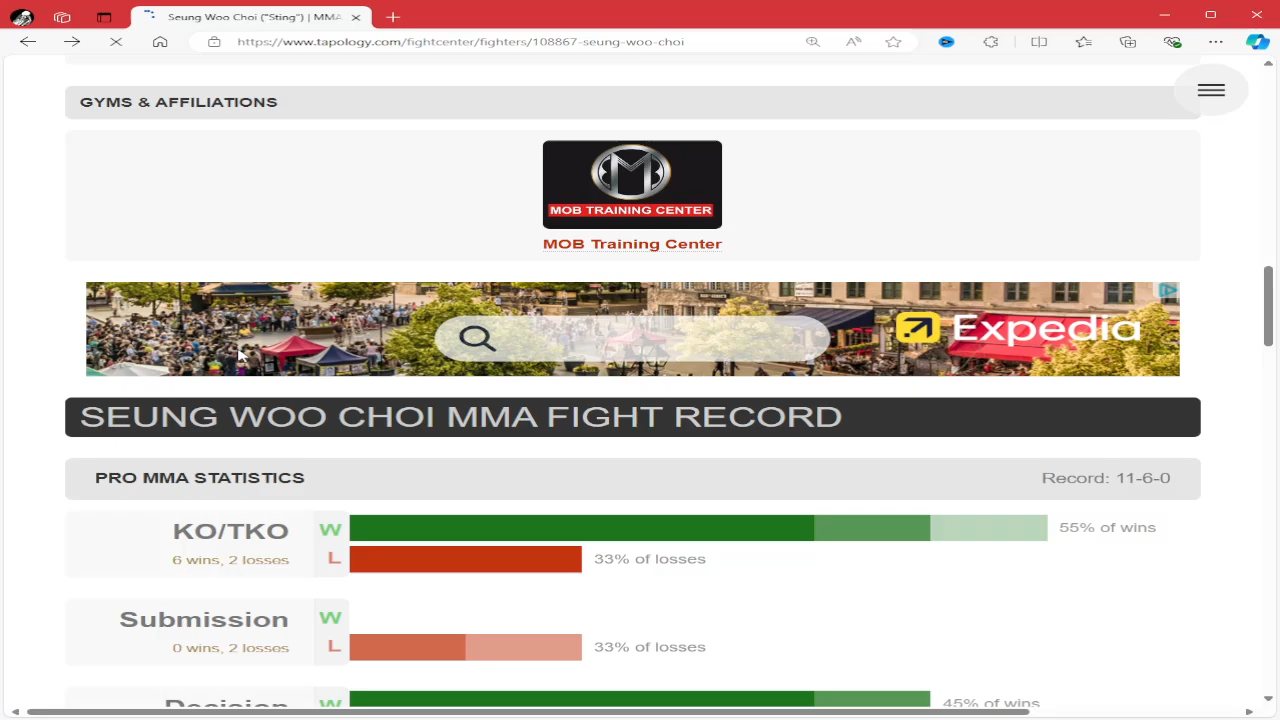 Seung Woo Choi ("Sting") | MMA
https://www.tapology.com/fightcenter/fighters/108867-seung-woo-choi
GYMS & AFFILIATIONS
M
MOB TRAINING CENTER
MOB Training Center
Expedia
SEUNG WOO CHOI MMA FIGHT RECORD
PRO MMA STATISTICS
Record: 11-6-0
KO/TKO
W
55% of wins
6 wins, 2 losses
L
33% of losses
Submission
W
0 wins, 2 losses
L
33% of losses
Decision
W
45% of wins